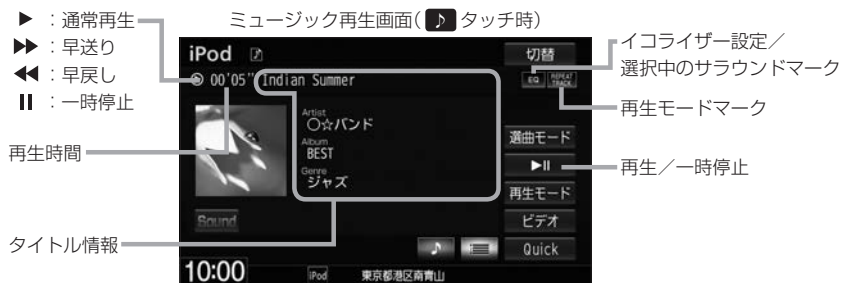 ミュージック再生画面(♪タッチ時)
▶ :通常再生
▶▶ :早送り
◀◀ :早戻し
II :一時停止
再生時間
タイトル情報
iPod ♪
切替
00'05" Indian Summer
EQ REPEAT TRACK
Artist
○☆バンド
Album
BEST
Genre
ジャズ
選曲モード
▶II
再生モード
ビデオ
Sound
♪
Quick
10:00
iPod
東京都港区南青山
イコライザー設定/
選択中のサラウンドマーク
再生モードマーク
再生/一時停止